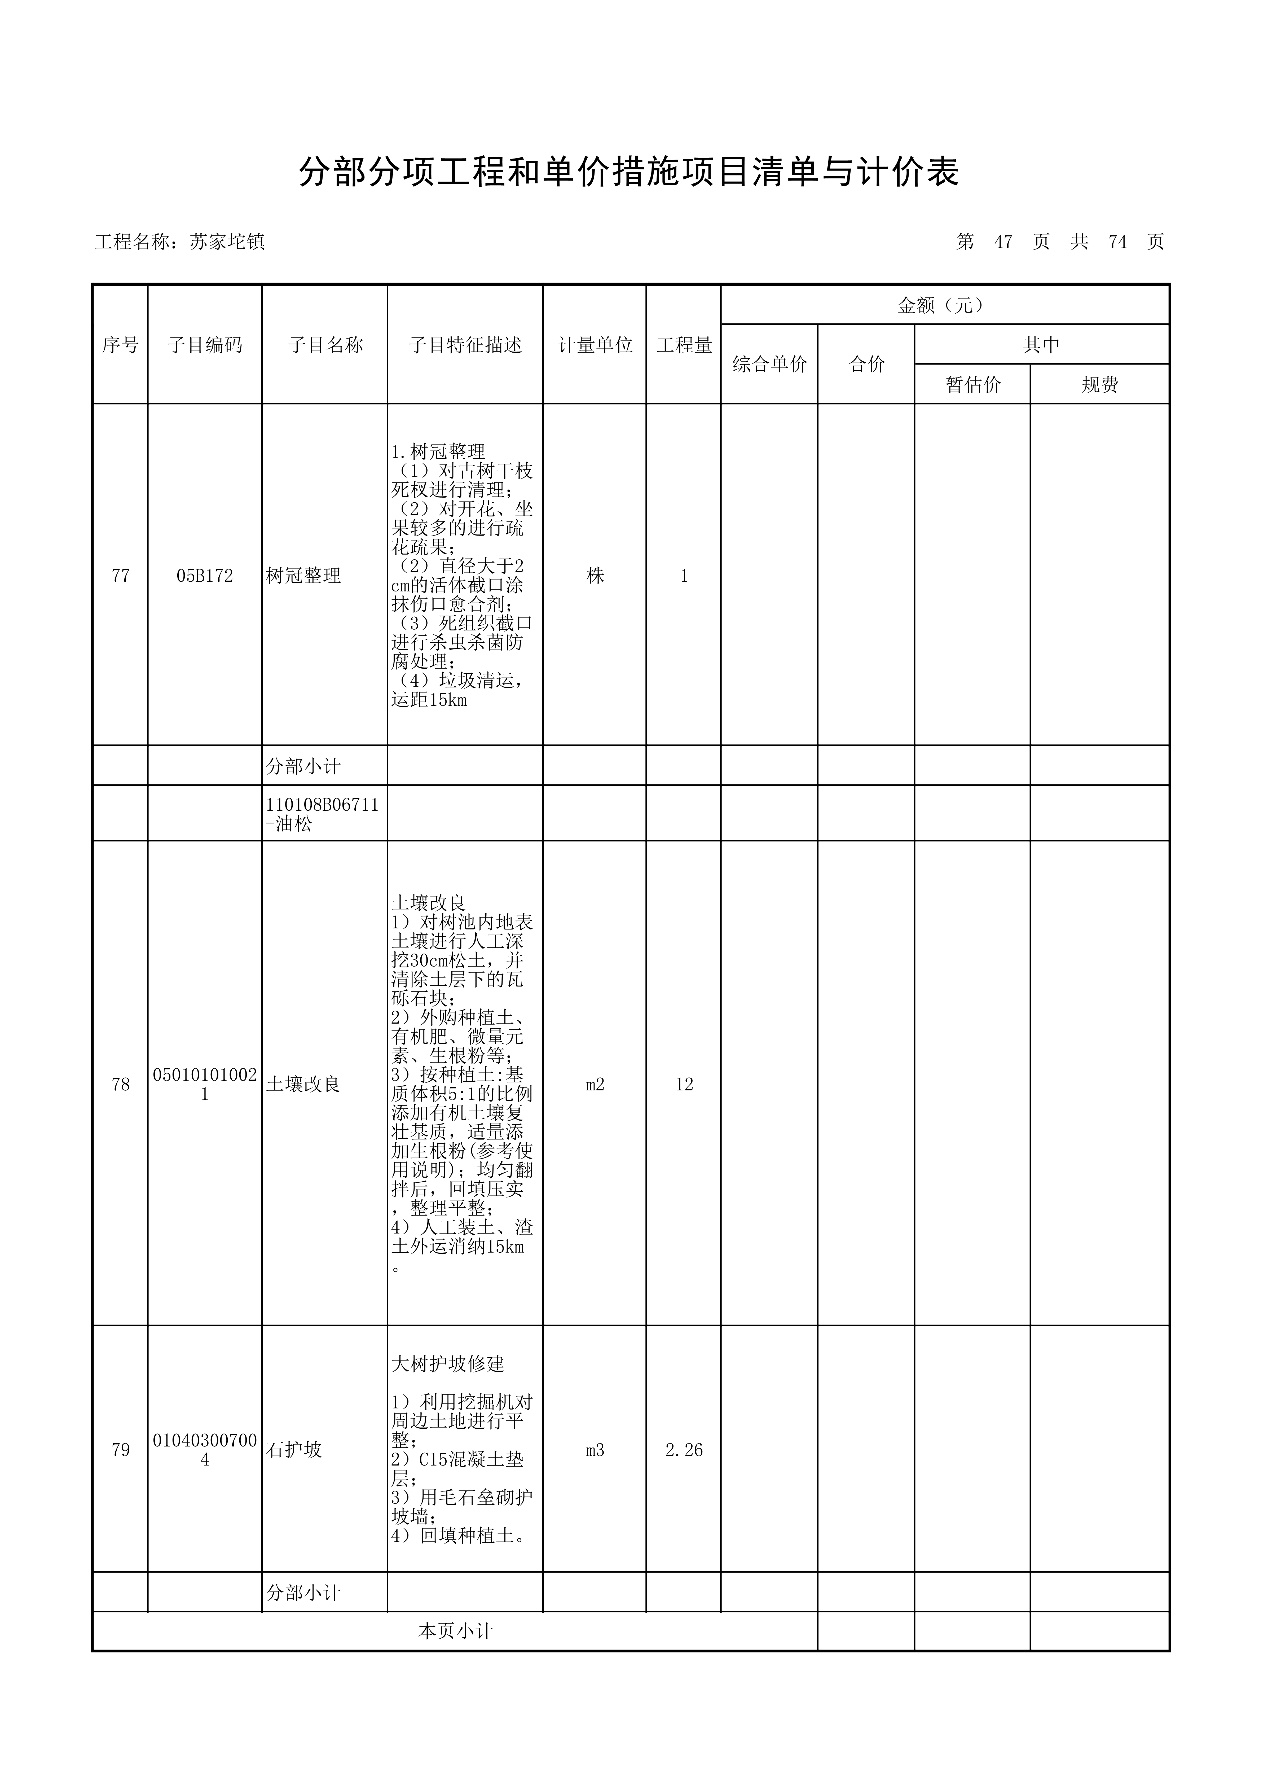 分部分项工程和单价措施项目清单与计价表
工程名称：苏家坨镇
第 47 页 共 74 页
序号 子目编码 子目名称 子目特征描述 计量单位 工程量 金额（元）
综合单价 合价 其中
暂估价 规费
1.树冠整理
（1）对古树干枝
死杈进行清理；
（2）对开花、坐
果较多的进行疏
花疏果；
（2）直径大于2
cm的活体截口涂
抹伤口愈合剂；
（3）死组织截口
进行杀虫杀菌防
腐处理；
（4）垃圾清运，
运距15km
77 05B172 树冠整理 株 1
分部小计
110108B06711
-油松
土壤改良
1）对树池内地表
土壤进行人工深
挖30cm松土，并
清除土层下的瓦
砾石块；
2）外购种植土、
有机肥、微量元
素、生根粉等；
3）按种植土:基
质体积5:1的比例
添加有机土壤复
壮基质，适量添
加生根粉(参考使
用说明)；均匀翻
拌后，回填压实
，整理平整；
4）人工装土、渣
土外运消纳15km
。
78 05010101002
1 土壤改良 m2 12
大树护坡修建
1）利用挖掘机对
周边土地进行平
整；
2）C15混凝土垫
层；
3）用毛石垒砌护
坡墙；
4）回填种植土。
79 01040300700
4 石护坡 m3 2.26
分部小计
本页小计